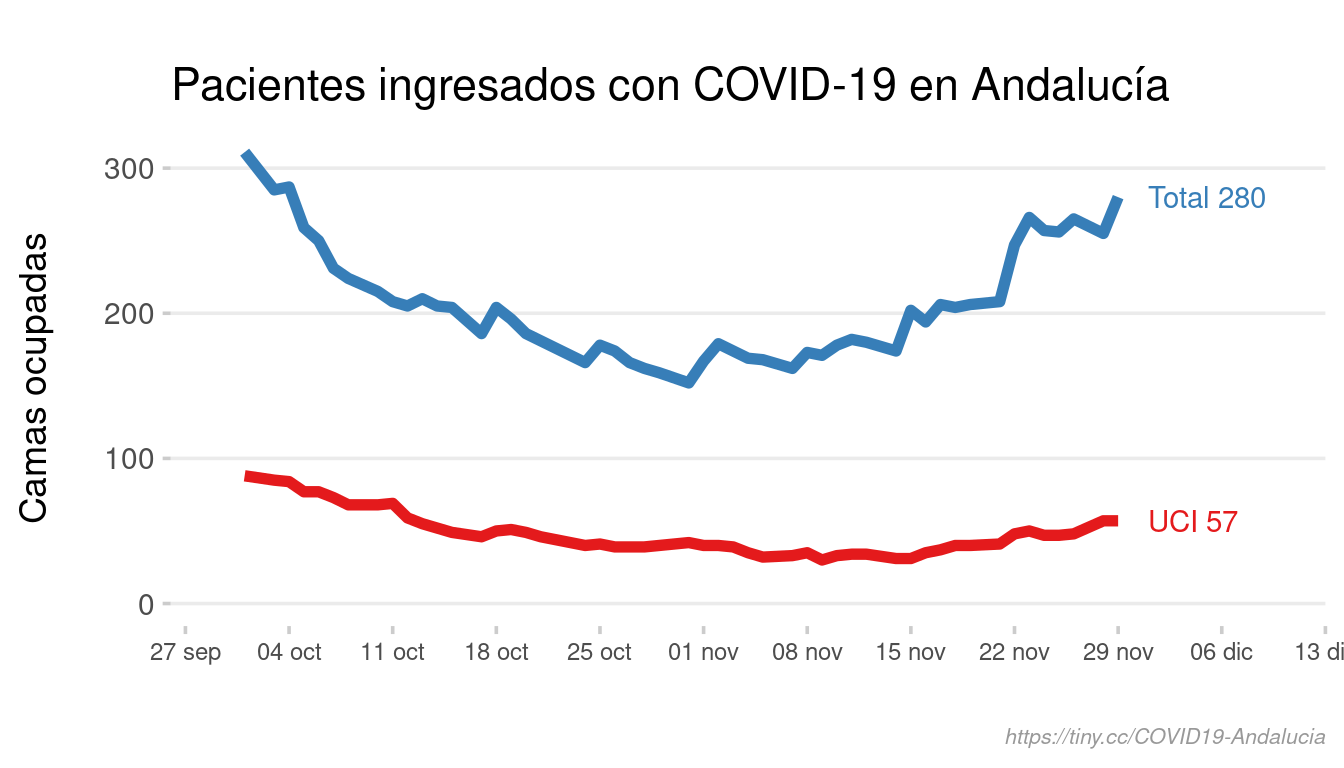 Pacientes ingresados con COVID-19 en Andalucía
Camas ocupadas
300
200
100
0
Total 280
UCI 57
27 sep 04 oct 11 oct 18 oct 25 oct 01 nov 08 nov 15 nov 22 nov 29 nov 06 dic 13 di
https://tiny.cc/COVID19-Andalucia